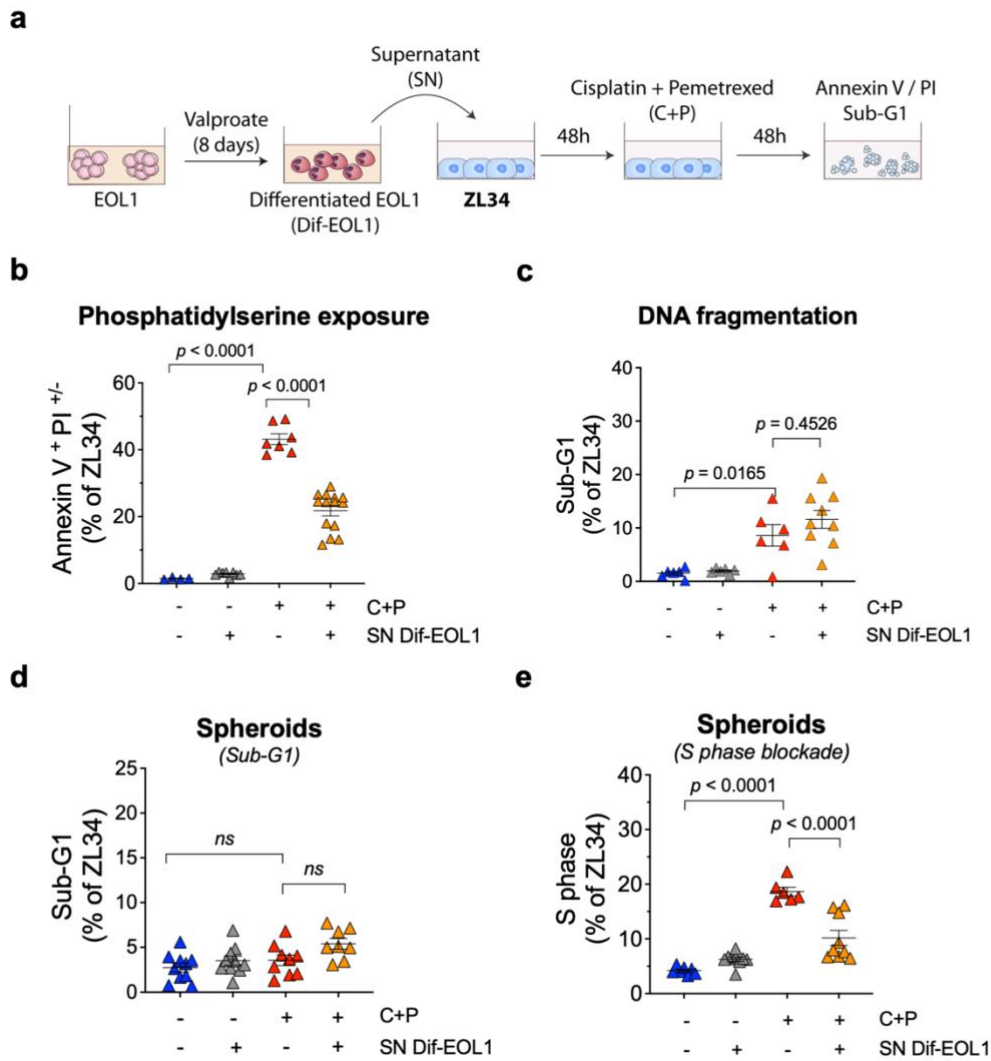 a
Supernatant
(SN)
Valproate
(8 days)
Cisplatin + Pemetrexed
(C+P)
Annexin V / PI
Sub-G1
48h
48h
EOL1
Differentiated EOL1
(Dif-EOL1)
ZL34
b
Phosphatidylserine exposure
p < 0.0001
p < 0.0001
Annexin V + PI +/-
(% of ZL34)
60
40
20
0
- - + + C+P
- + - + SN Dif-EOL1
c
DNA fragmentation
p = 0.4526
p = 0.0165
Sub-G1
(% of ZL34)
40
30
20
10
0
- - + + C+P
- + - + SN Dif-EOL1
d
Spheroids
(Sub-G1)
ns
ns
Sub-G1
(% of ZL34)
25
20
15
10
5
0
- - + + C+P
- + - + SN Dif-EOL1
e
Spheroids
(S phase blockade)
p < 0.0001
p < 0.0001
S phase
(% of ZL34)
40
30
20
10
0
- - + + C+P
- + - + SN Dif-EOL1